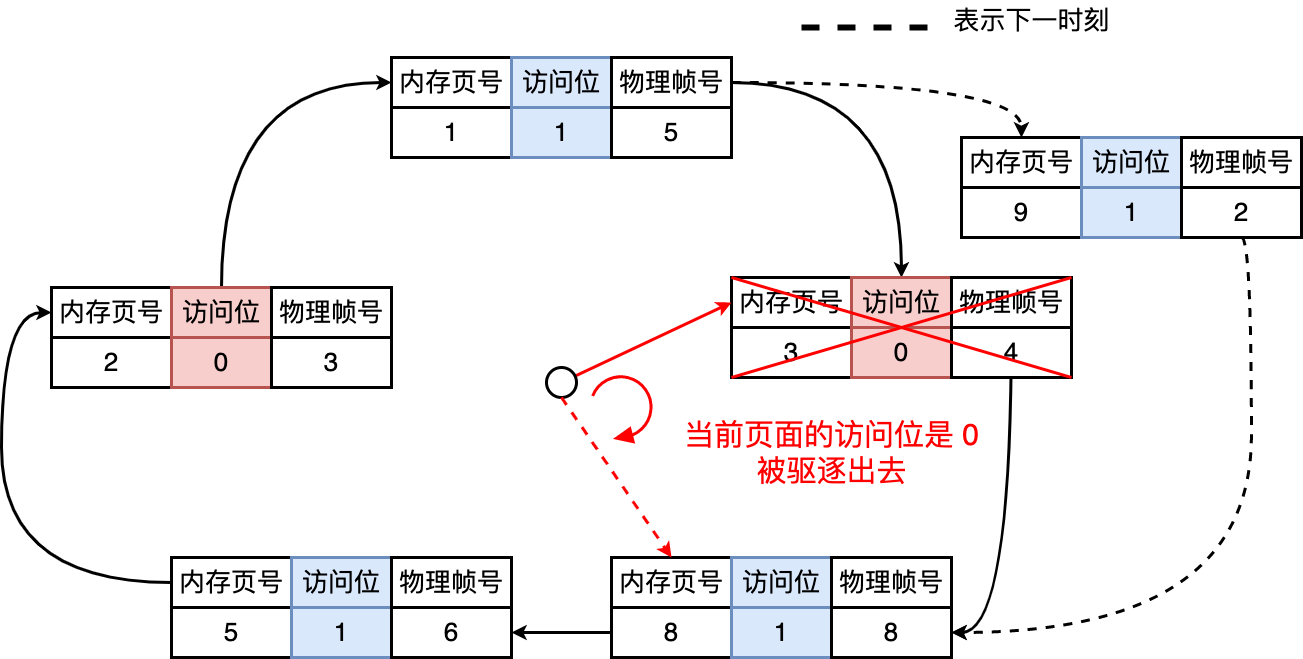 表示下一时刻
内存页号 访问位 物理帧号
1 1 5
内存页号 访问位 物理帧号
9 1 2
内存页号 访问位 物理帧号
3 0 4
内存页号 访问位 物理帧号
2 0 3
当前页面的访问位是 0
被驱逐出去
内存页号 访问位 物理帧号
5 1 6
内存页号 访问位 物理帧号
8 1 8